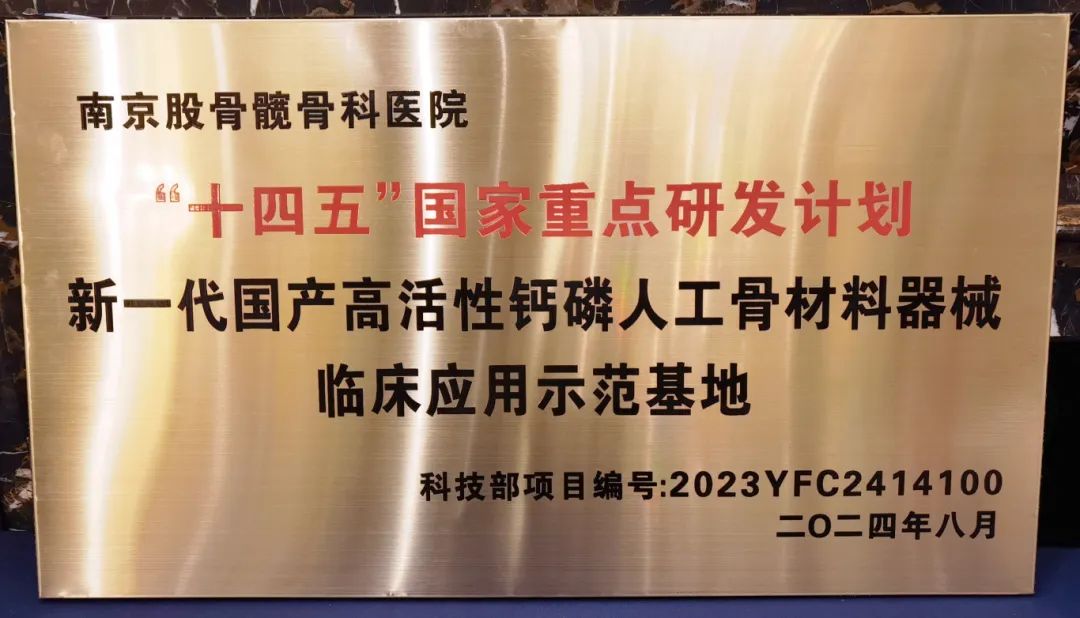 南京股骨髋骨科医院
“十四五”国家重点研发计划
新一代国产高活性钙磷人工骨材料器械
临床应用示范基地
科技部项目编号:2023YFC2414100
二〇二四年八月